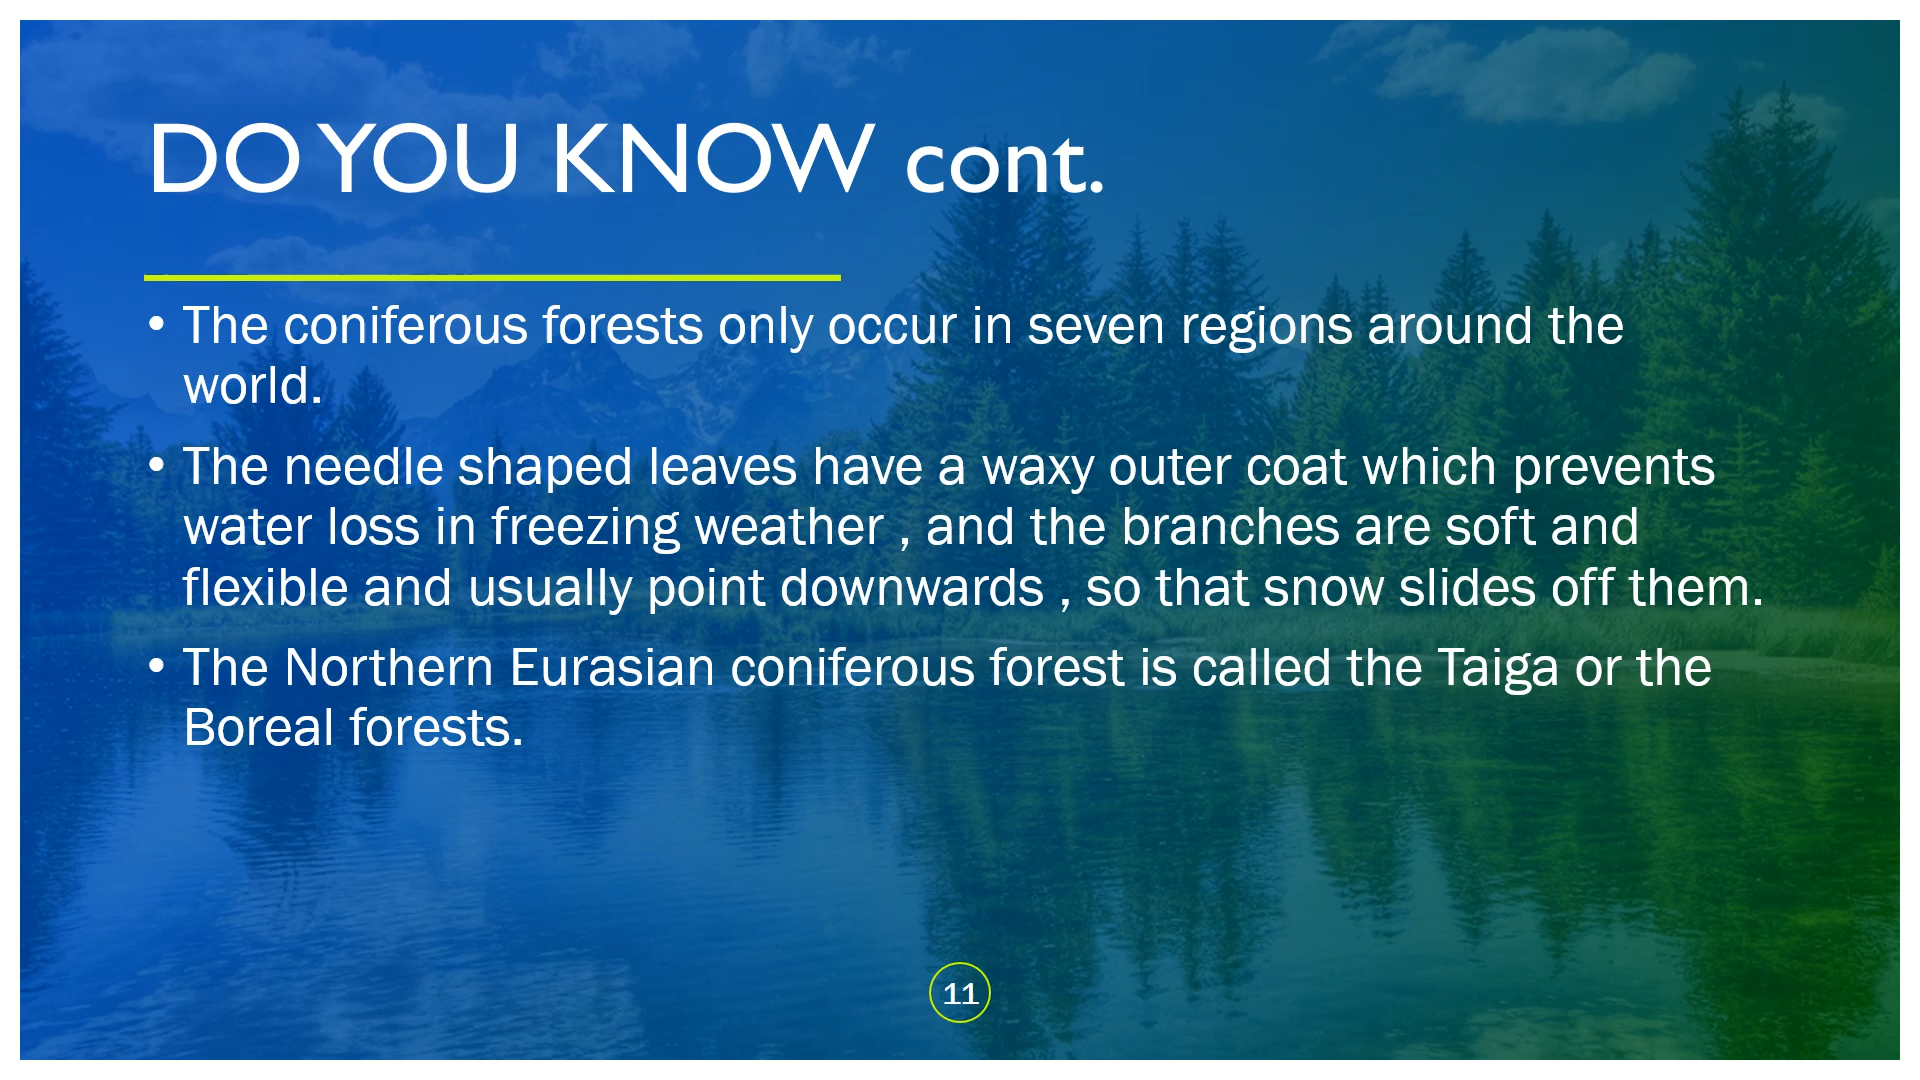 DO YOU KNOW cont.
• The coniferous forests only occur in seven regions around the
world.
• The needle shaped leaves have a waxy outer coat which prevents
water loss in freezing weather , and the branches are soft and
flexible and usually point downwards , so that snow slides off them.
• The Northern Eurasian coniferous forest is called the Taiga or the
Boreal forests.
11